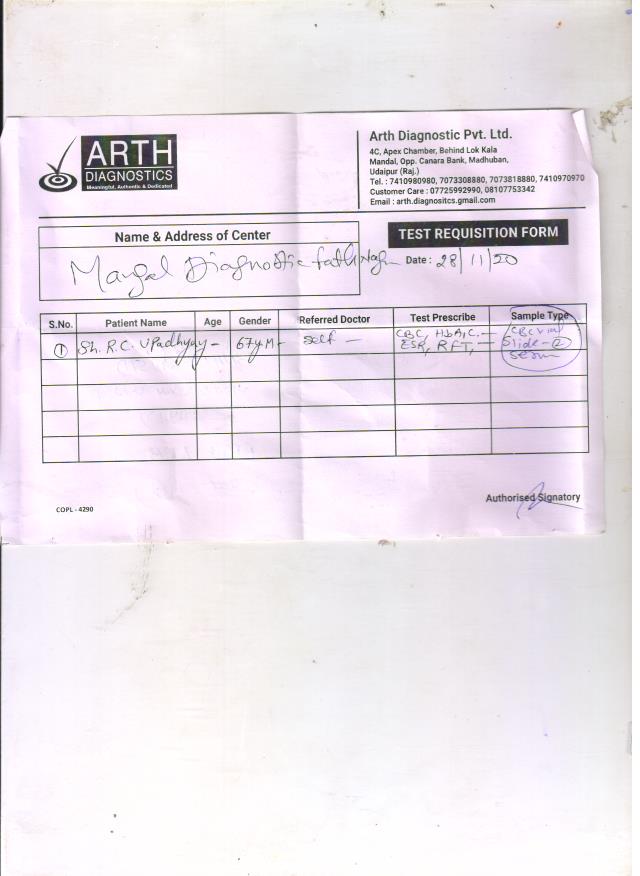 ARTH
DIAGNOSTICS
Meaningful, Authentic & Dedicated
Arth Diagnostic Pvt. Ltd.
4C, Apex Chamber, Behind Lok Kala
Mandal, Opp. Canara Bank, Madhuban,
Udaipur (Raj.)
Tel. : 7410980980, 7073308880, 7073818880, 7410970970
Customer Care : 07725992990, 08107753342
Email : arth.diagnositcs.gmail.com
Name & Address of Center
TEST REQUISITION FORM
Mangal Diagnostic Fateh Nagar
Date : 28/11/20
S.No. Patient Name Age Gender Referred Doctor Test Prescribe Sample Type
1 Sh. R.C. Upadhyay - 67y M - self - CBC, HbA,C. - CBC vial
ESR, RFT, - Slide - 2
serum
Authorised Signatory
COPL - 4290